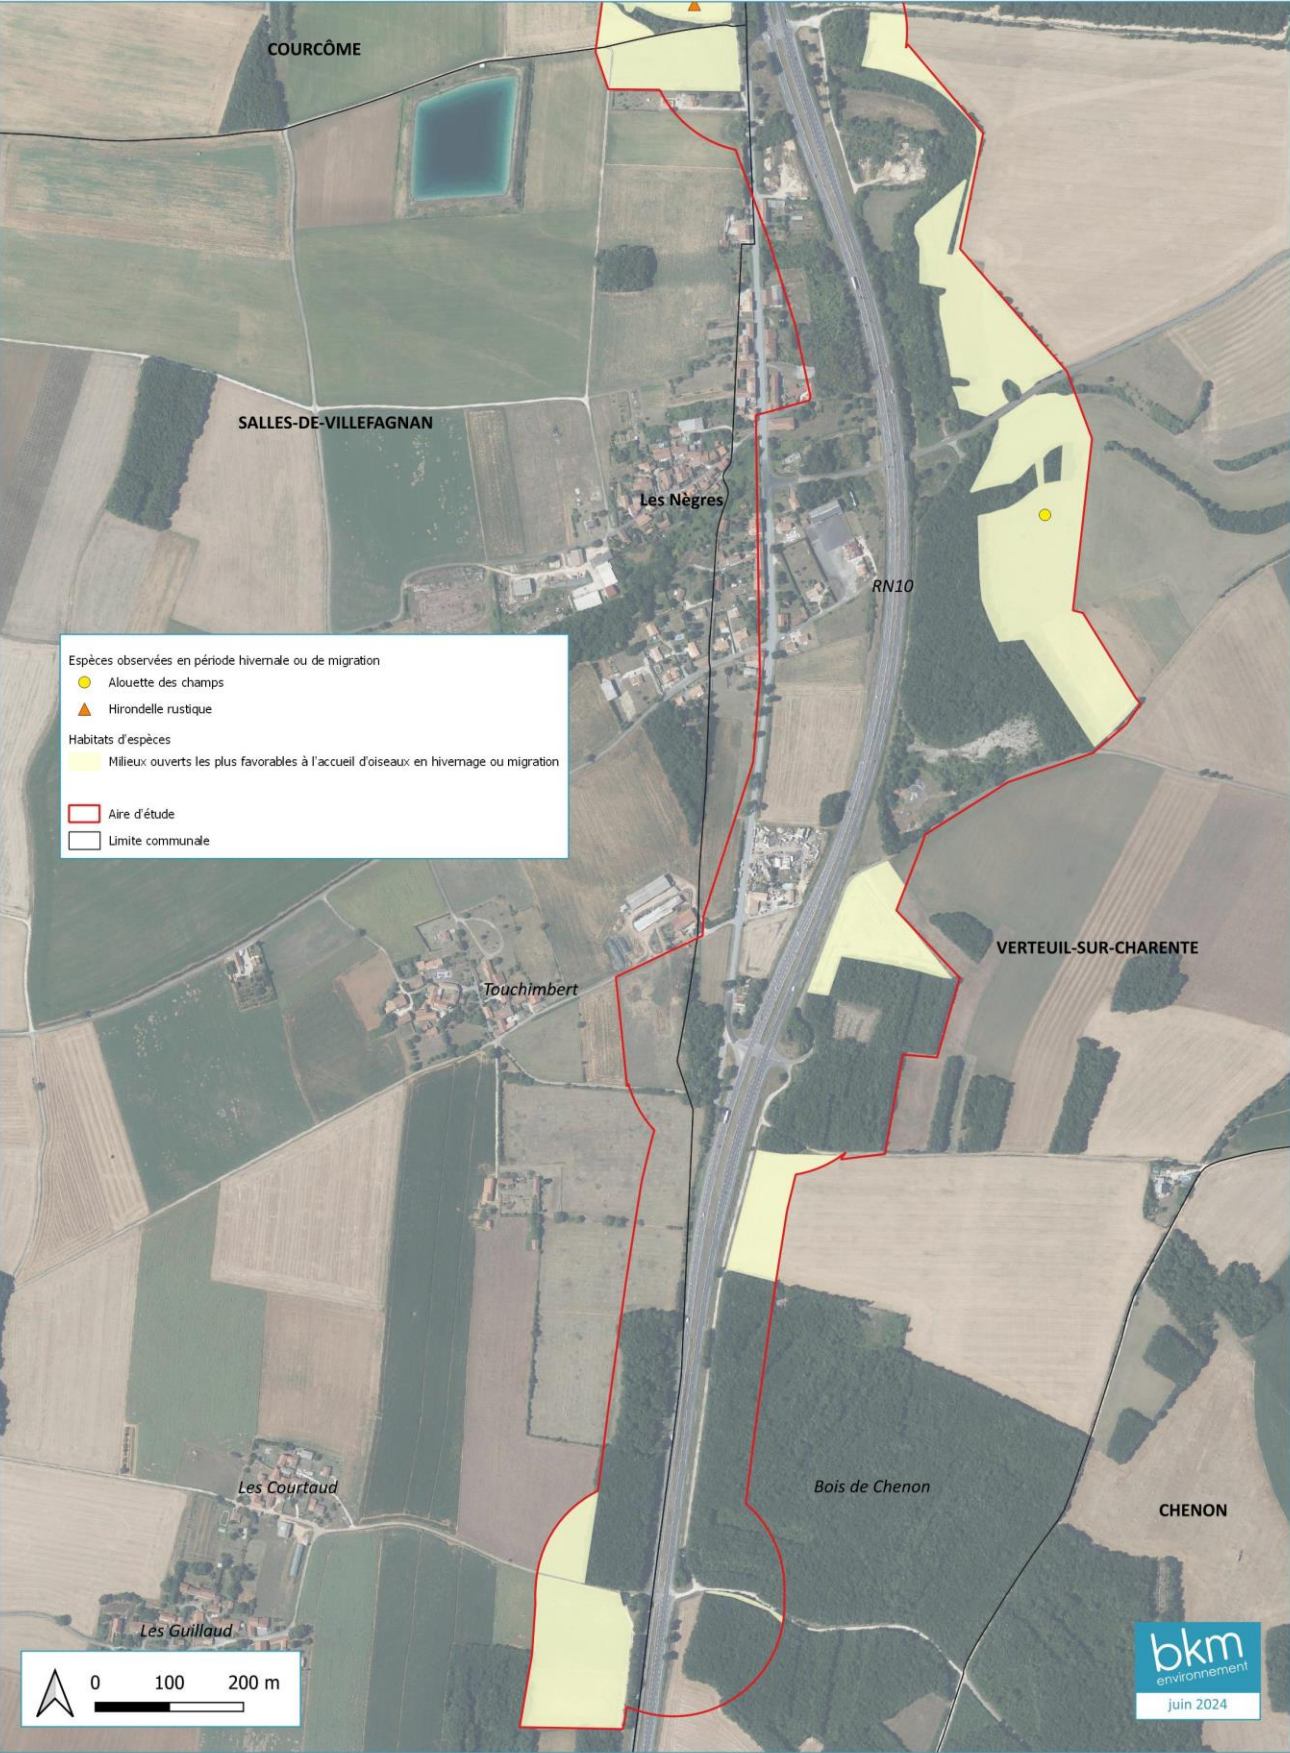 COURCÔME
SALLES-DE-VILLEFAGNAN
Les Nègres
RN10
Espèces observées en période hivernale ou de migration
Alouette des champs
Hirondelle rustique
Habitats d'espèces
Milieux ouverts les plus favorables à l'accueil d'oiseaux en hivernage ou migration
Aire d'étude
Limite communale
VERTEUIL-SUR-CHARENTE
Touchimbert
Les Courtaud
Bois de Chenon
CHENON
Les Guillaud
0 100 200 m
bkm
environnement
juin 2024